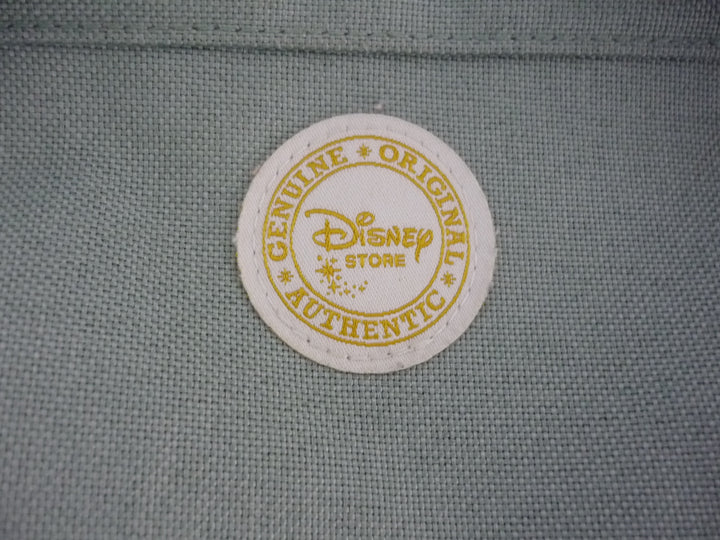 GENUINE * ORIGINAL * AUTHENTIC *
Disney
STORE